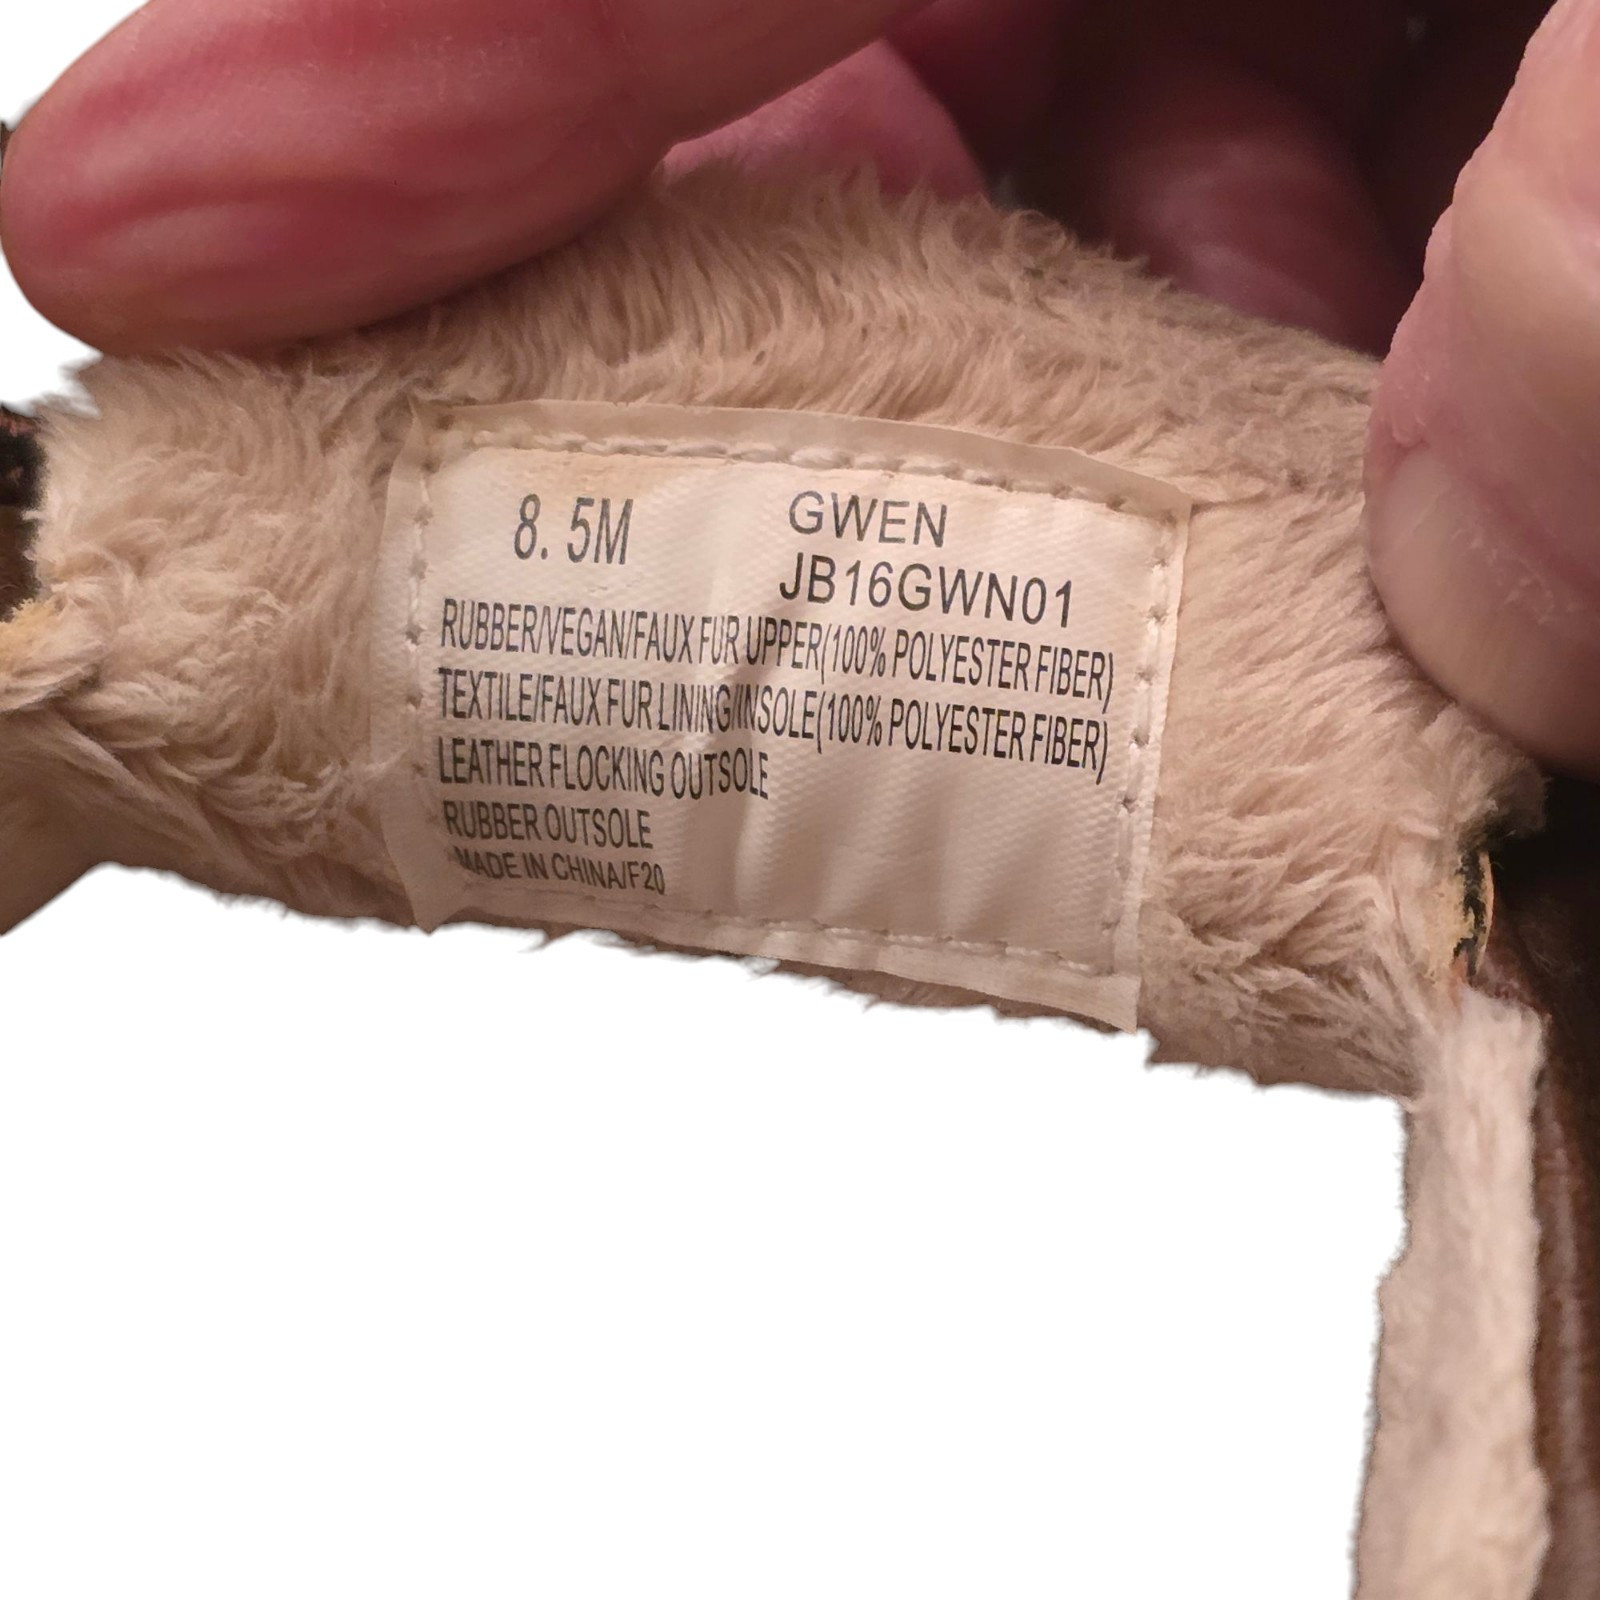 8.5M
GWEN
JB16GWN01
RUBBER/VEGAN/FAUX FUR UPPER(100% POLYESTER FIBER)
TEXTILE/FAUX FUR LINING/INSOLE(100% POLYESTER FIBER)
LEATHER FLOCKING OUTSOLE
RUBBER OUTSOLE
MADE IN CHINA/F20